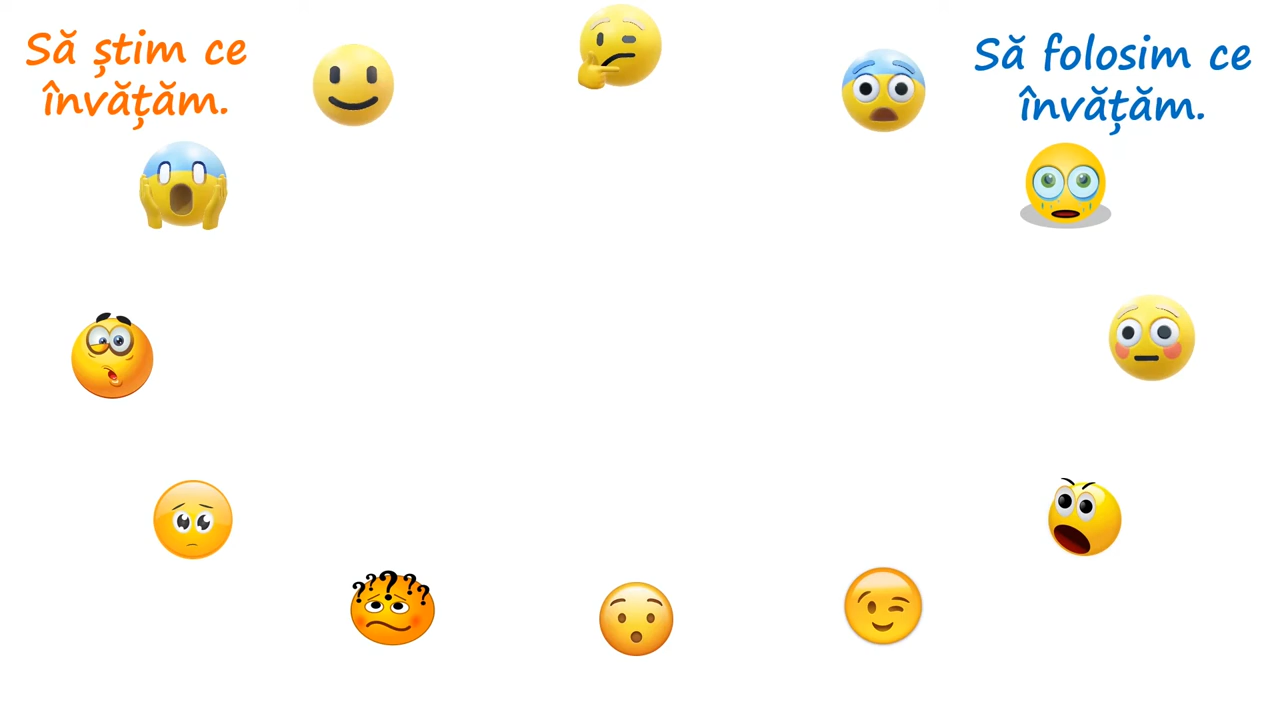 Să știm ce
învățăm.
Să folosim ce
învățăm.
? ? ? ? ?